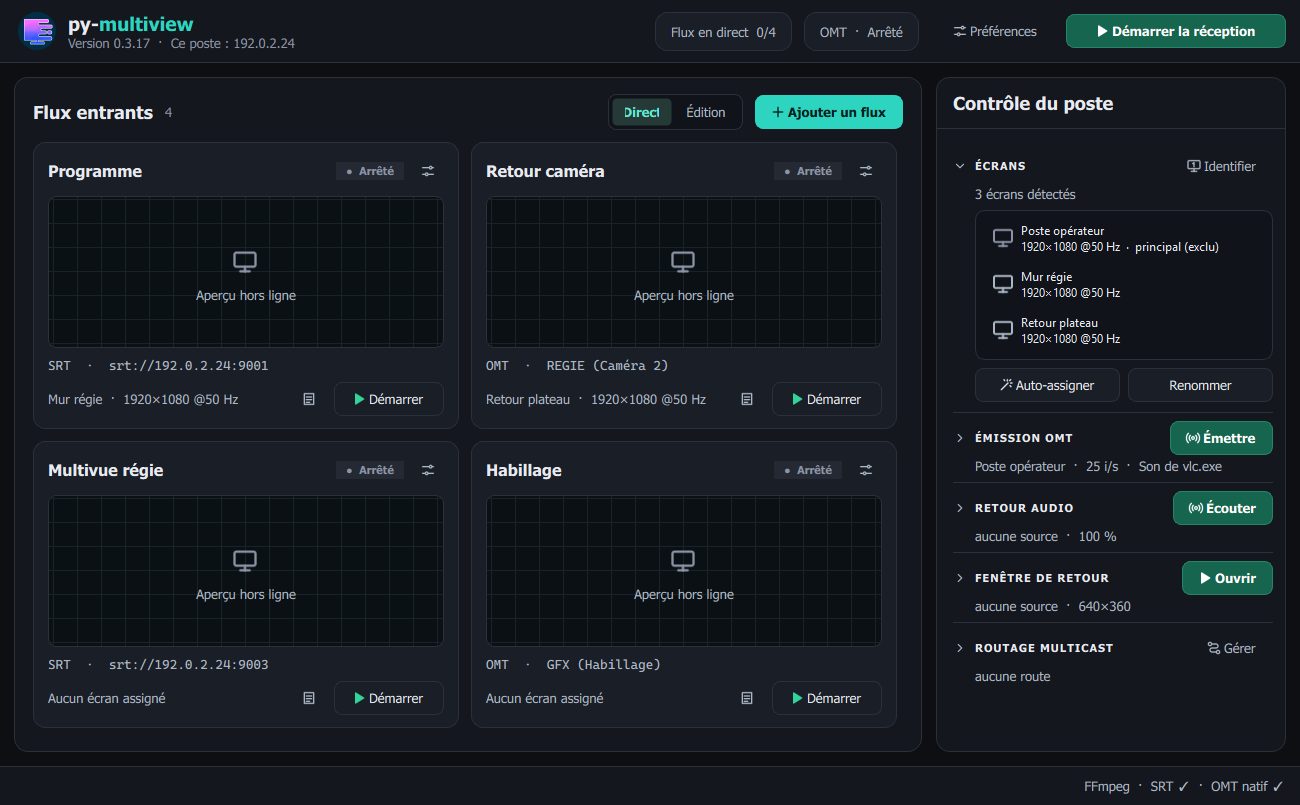 py-multiview
Version 0.3.17 · Ce poste : 192.0.2.24
Flux en direct 0/4
OMT · Arrêté
Préférences
Démarrer la réception
Flux entrants 4
Direct
Édition
+ Ajouter un flux
Programme
● Arrêté
Aperçu hors ligne
SRT · srt://192.0.2.24:9001
Mur régie · 1920×1080 @50 Hz
Démarrer
Retour caméra
● Arrêté
Aperçu hors ligne
OMT · REGIE (Caméra 2)
Retour plateau · 1920×1080 @50 Hz
Démarrer
Multivue régie
● Arrêté
Aperçu hors ligne
SRT · srt://192.0.2.24:9003
Aucun écran assigné
Démarrer
Habillage
● Arrêté
Aperçu hors ligne
OMT · GFX (Habillage)
Aucun écran assigné
Démarrer
Contrôle du poste
ÉCRANS
Identifier
3 écrans détectés
Poste opérateur
1920×1080 @50 Hz · principal (exclu)
Mur régie
1920×1080 @50 Hz
Retour plateau
1920×1080 @50 Hz
Auto-assigner
Renommer
ÉMISSION OMT
Émettre
Poste opérateur · 25 i/s · Son de vlc.exe
RETOUR AUDIO
Écouter
aucune source · 100 %
FENÊTRE DE RETOUR
Ouvrir
aucune source · 640×360
ROUTAGE MULTICAST
Gérer
aucune route
FFmpeg · SRT ✓ · OMT natif ✓